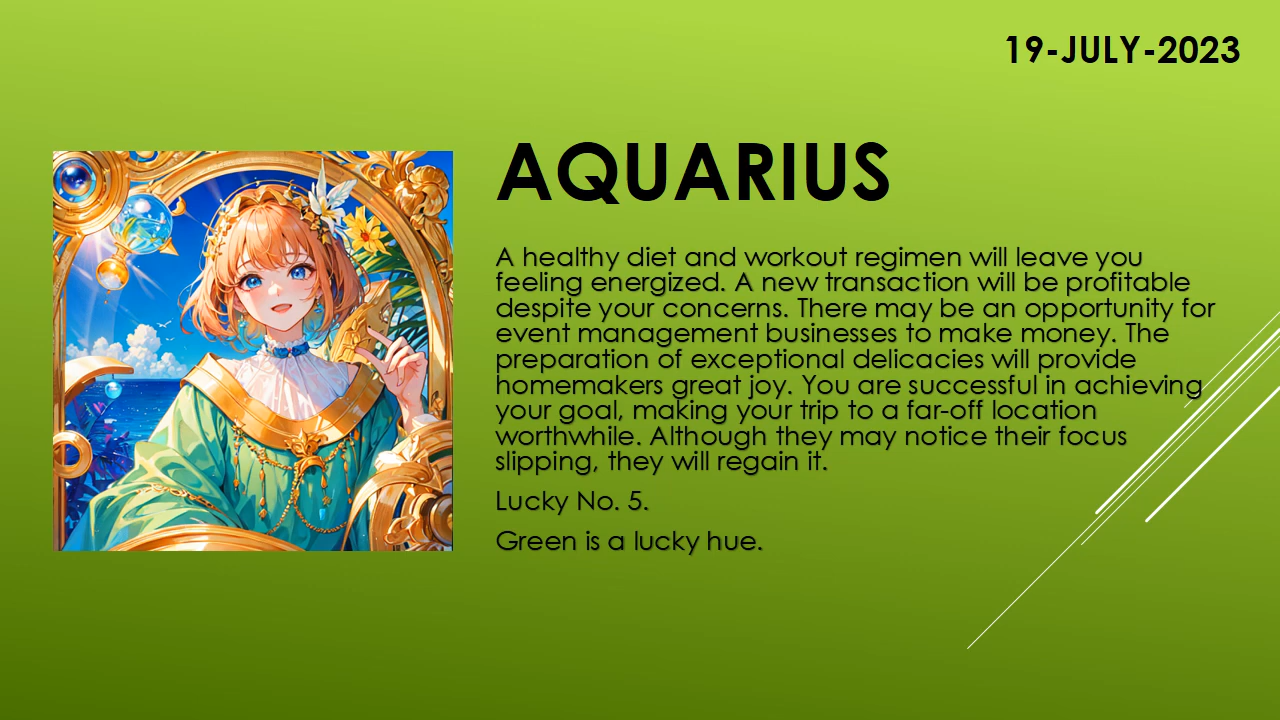 19-JULY-2023
AQUARIUS
A healthy diet and workout regimen will leave you
feeling energized. A new transaction will be profitable
despite your concerns. There may be an opportunity for
event management businesses to make money. The
preparation of exceptional delicacies will provide
homemakers great joy. You are successful in achieving
your goal, making your trip to a far-off location
worthwhile. Although they may notice their focus
slipping, they will regain it.
Lucky No. 5.
Green is a lucky hue.